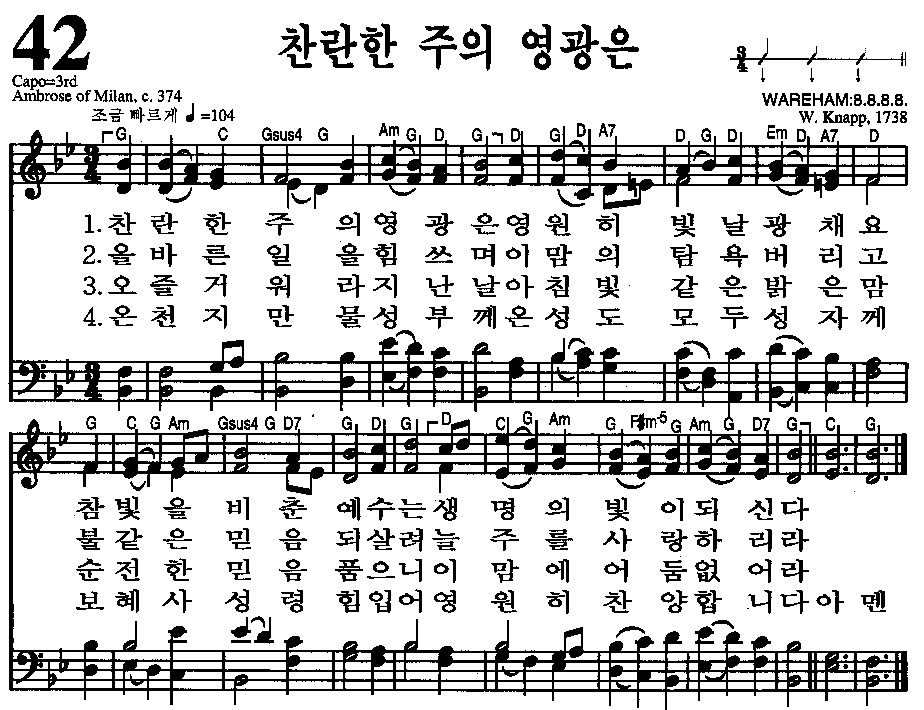 42
찬란한 주의 영광은
3
4
Capo=3rd
Ambrose of Milan, c. 374
WAREHAM:8.8.8.8.
조금 빠르게 ♩=104
W. Knapp, 1738
G C Gsus4 G Am G D G D A7 D G D Em D A7 D
1. 찬 란 한 주 의 영 광 은 영 원 히 빛 날 광 채 요
2. 올 바 른 일 을 힘 쓰 며 이 맘 의 탐 욕 버 리 고
3. 오 즐 거 워 라 지 난 날 아 침 빛 같 은 밝 은 맘
4. 온 천 지 만 물 성 부 께 온 성 도 모 두 성 자 께
G C G Am Gsus4 G D7 G D G D C G Am G F#m-5 G Am G D7 G C G G
참 빛 을 비 춘 예 수 는 생 명 의 빛 이 되 신 다
불 같 은 믿 음 되 살 려 늘 주 를 사 랑 하 리 라
순 전 한 믿 음 품 으 니 이 맘 에 어 둠 없 어 라
보 혜 사 성 령 힘 입 어 영 원 히 찬 양 합 니 다 아 멘